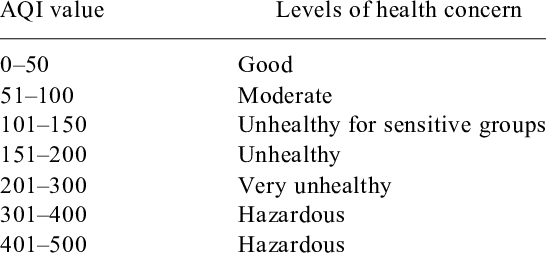 AQI value Levels of health concern
0–50 Good
51–100 Moderate
101–150 Unhealthy for sensitive groups
151–200 Unhealthy
201–300 Very unhealthy
301–400 Hazardous
401–500 Hazardous